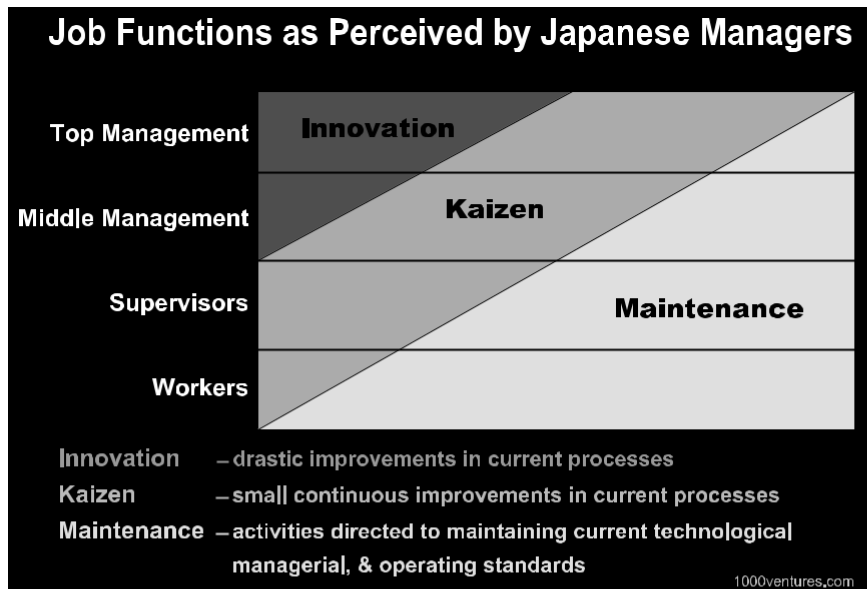 Job Functions as Perceived by Japanese Managers
Top Management
Innovation
Middle Management
Kaizen
Supervisors
Maintenance
Workers
Innovation – drastic improvements in current processes
Kaizen – small continuous improvements in current processes
Maintenance – activities directed to maintaining current technological
managerial, & operating standards
1000ventures.com